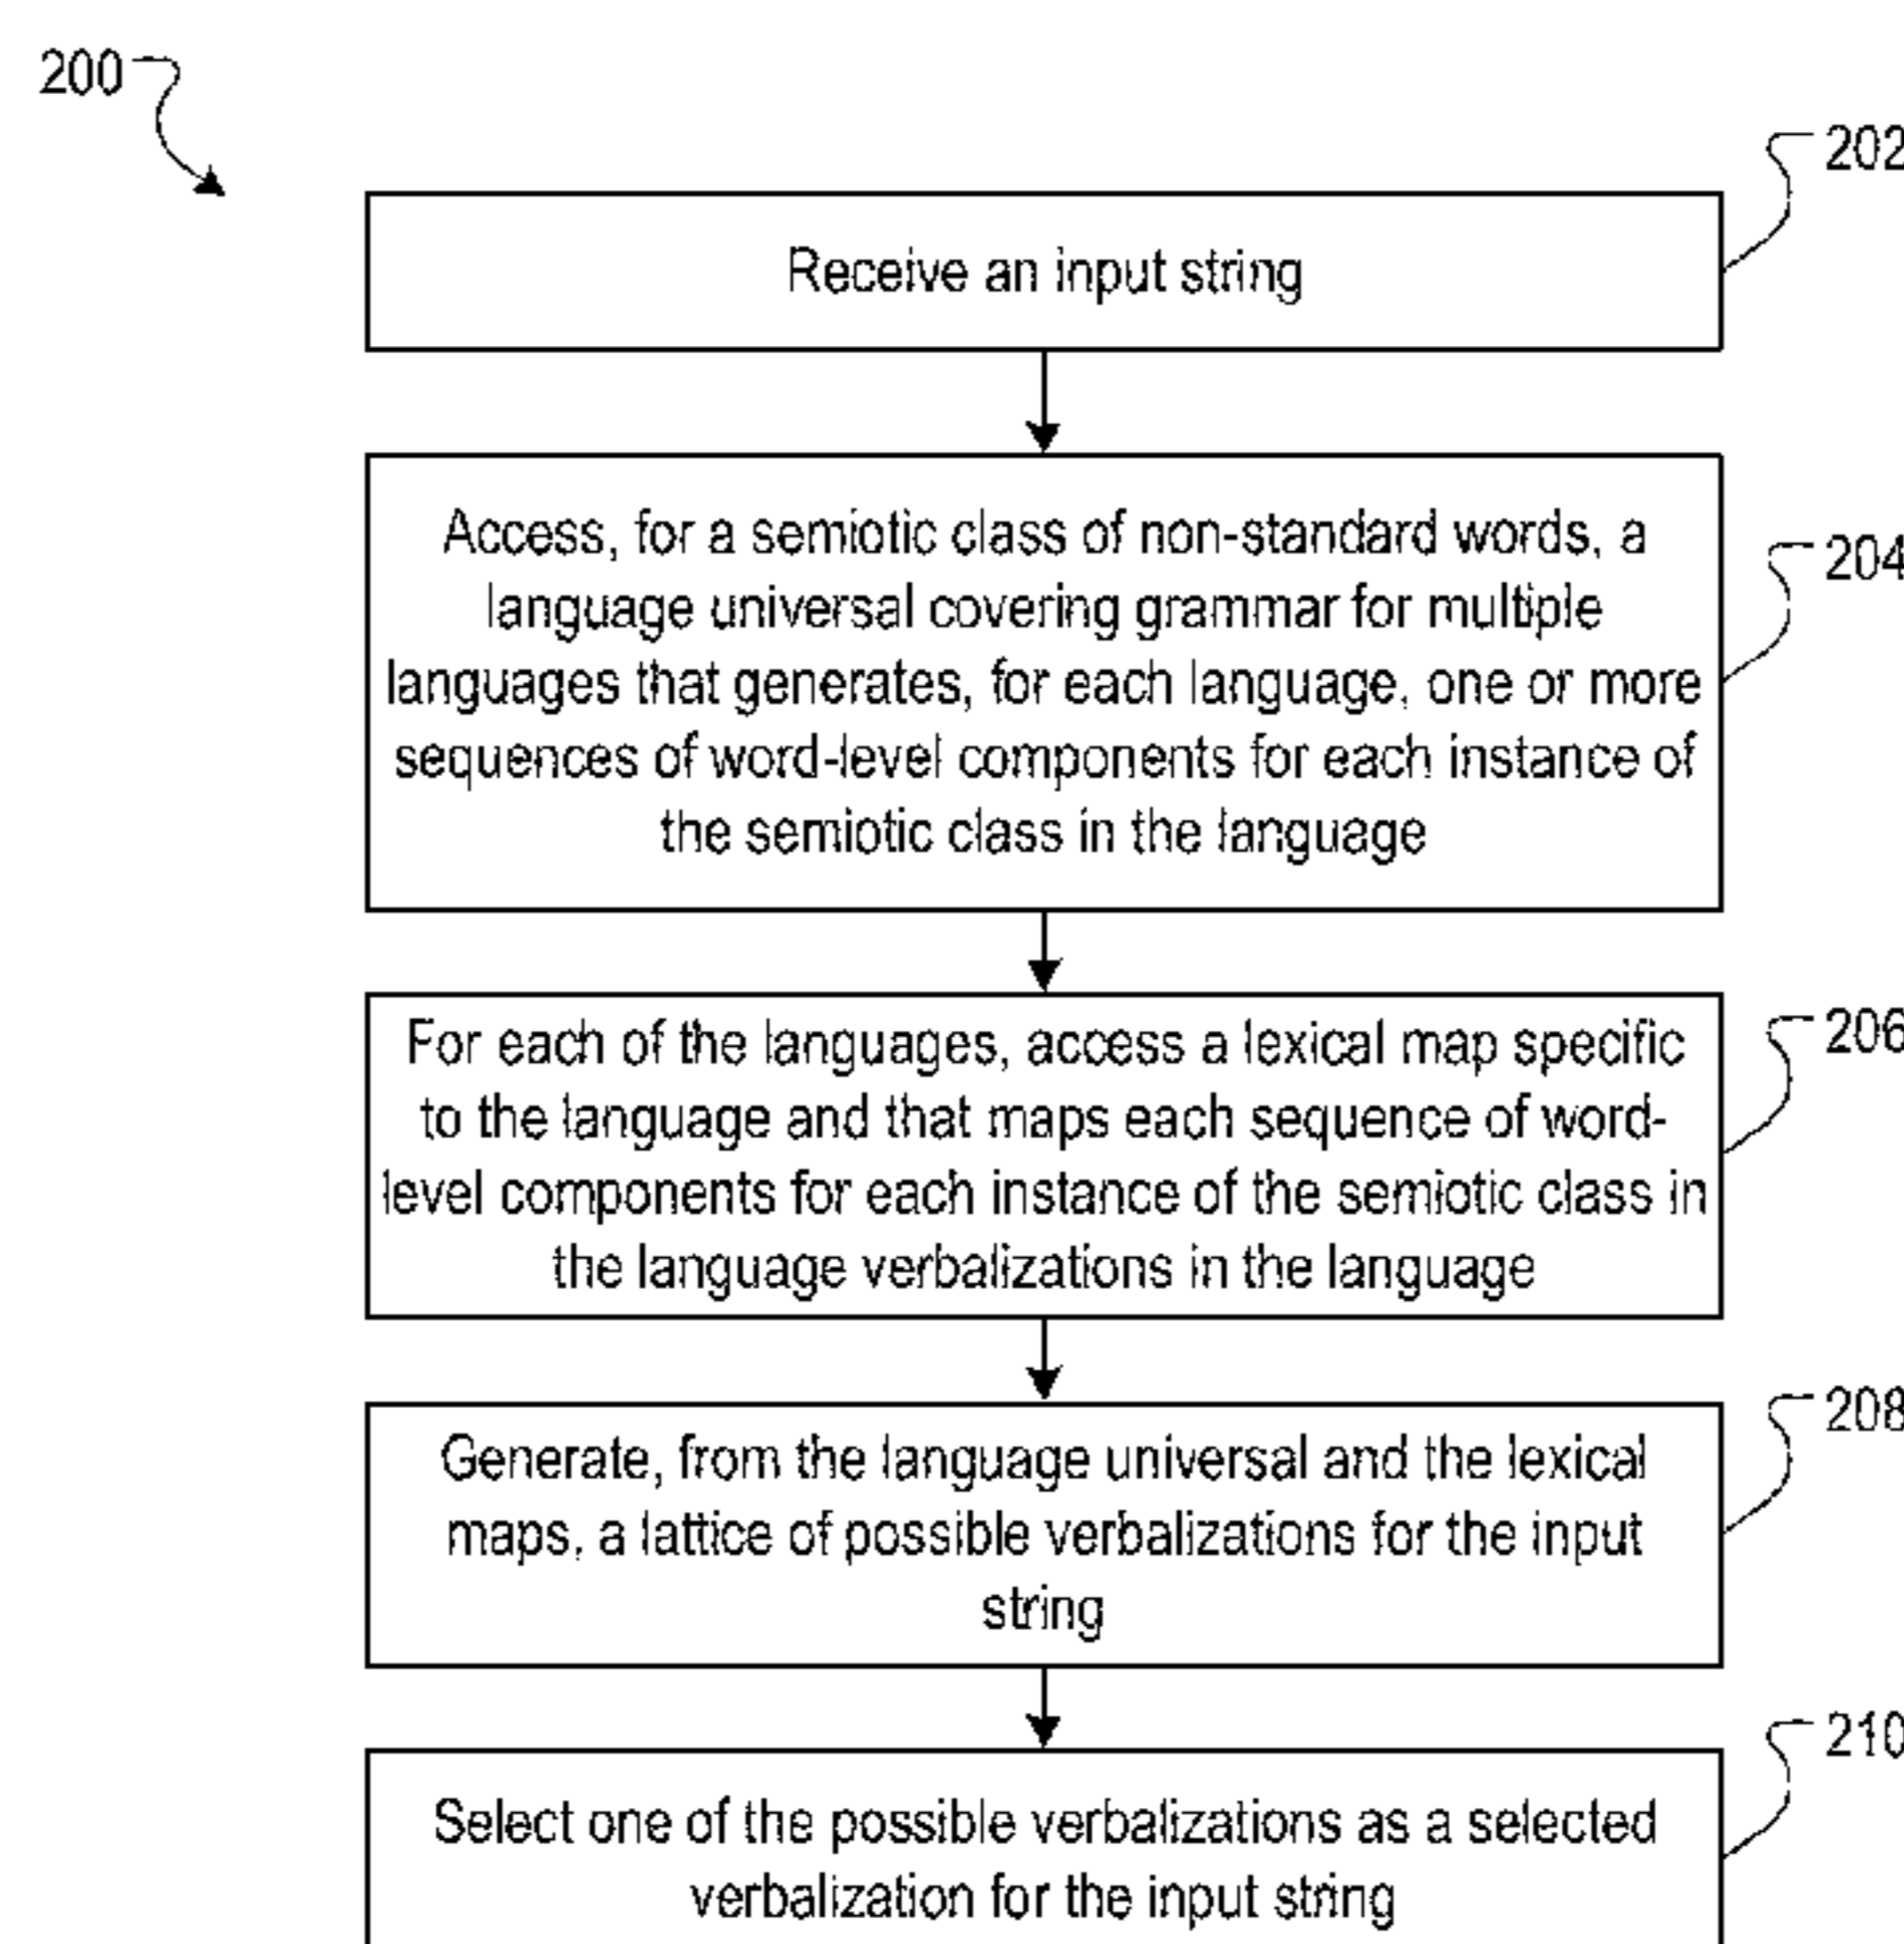 200
202
Receive an input string
Access, for a semiotic class of non-standard words, a
204
language universal covering grammar for multiple
languages that generates, for each language, one or more
sequences of word-level components for each instance of
the semiotic class in the language
For each of the languages, access a lexical map specific
206
to the language and that maps each sequence of word-
level components for each instance of the semiotic class in
the language verbalizations in the language
208
Generate, from the language universal and the lexical
maps, a lattice of possible verbalizations for the input
string
210
Select one of the possible verbalizations as a selected
verbalization for the input string